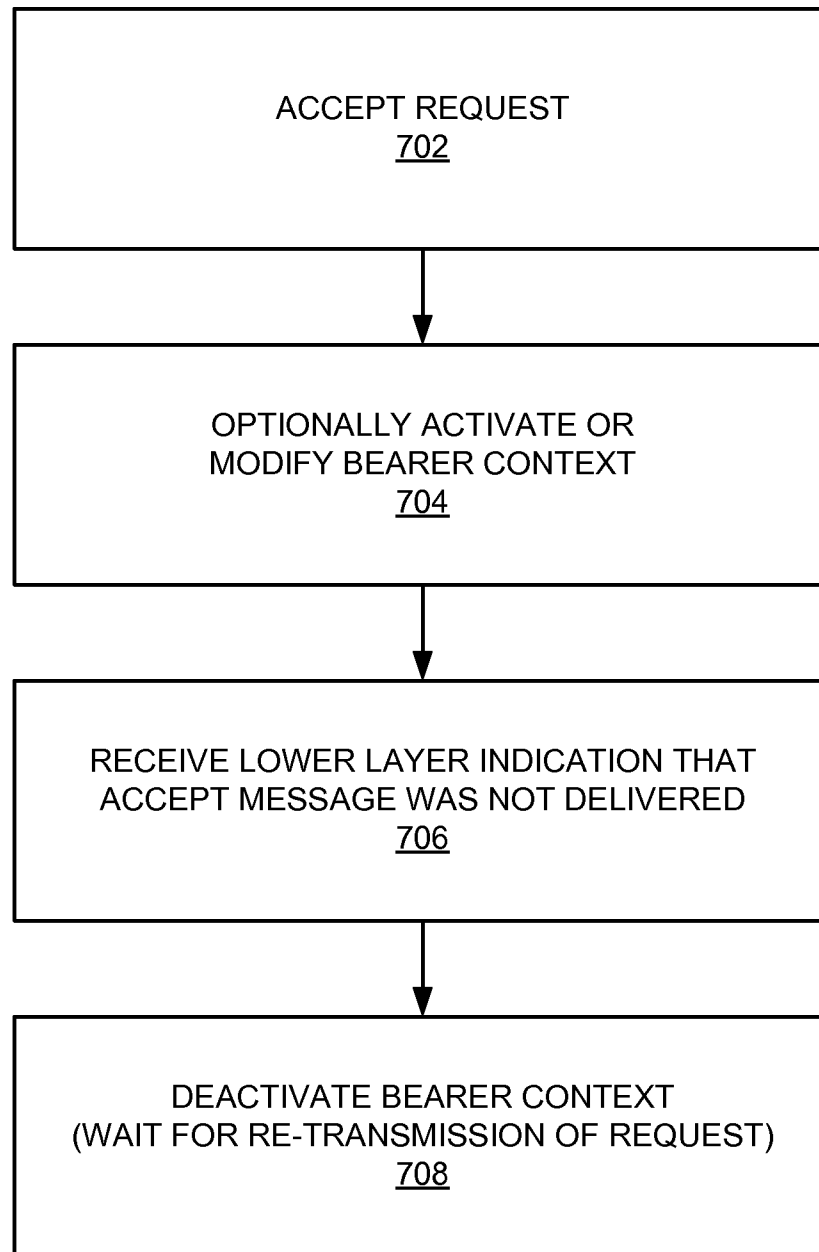 ACCEPT REQUEST
702
OPTIONALLY ACTIVATE OR
MODIFY BEARER CONTEXT
704
RECEIVE LOWER LAYER INDICATION THAT
ACCEPT MESSAGE WAS NOT DELIVERED
706
DEACTIVATE BEARER CONTEXT
(WAIT FOR RE-TRANSMISSION OF REQUEST)
708